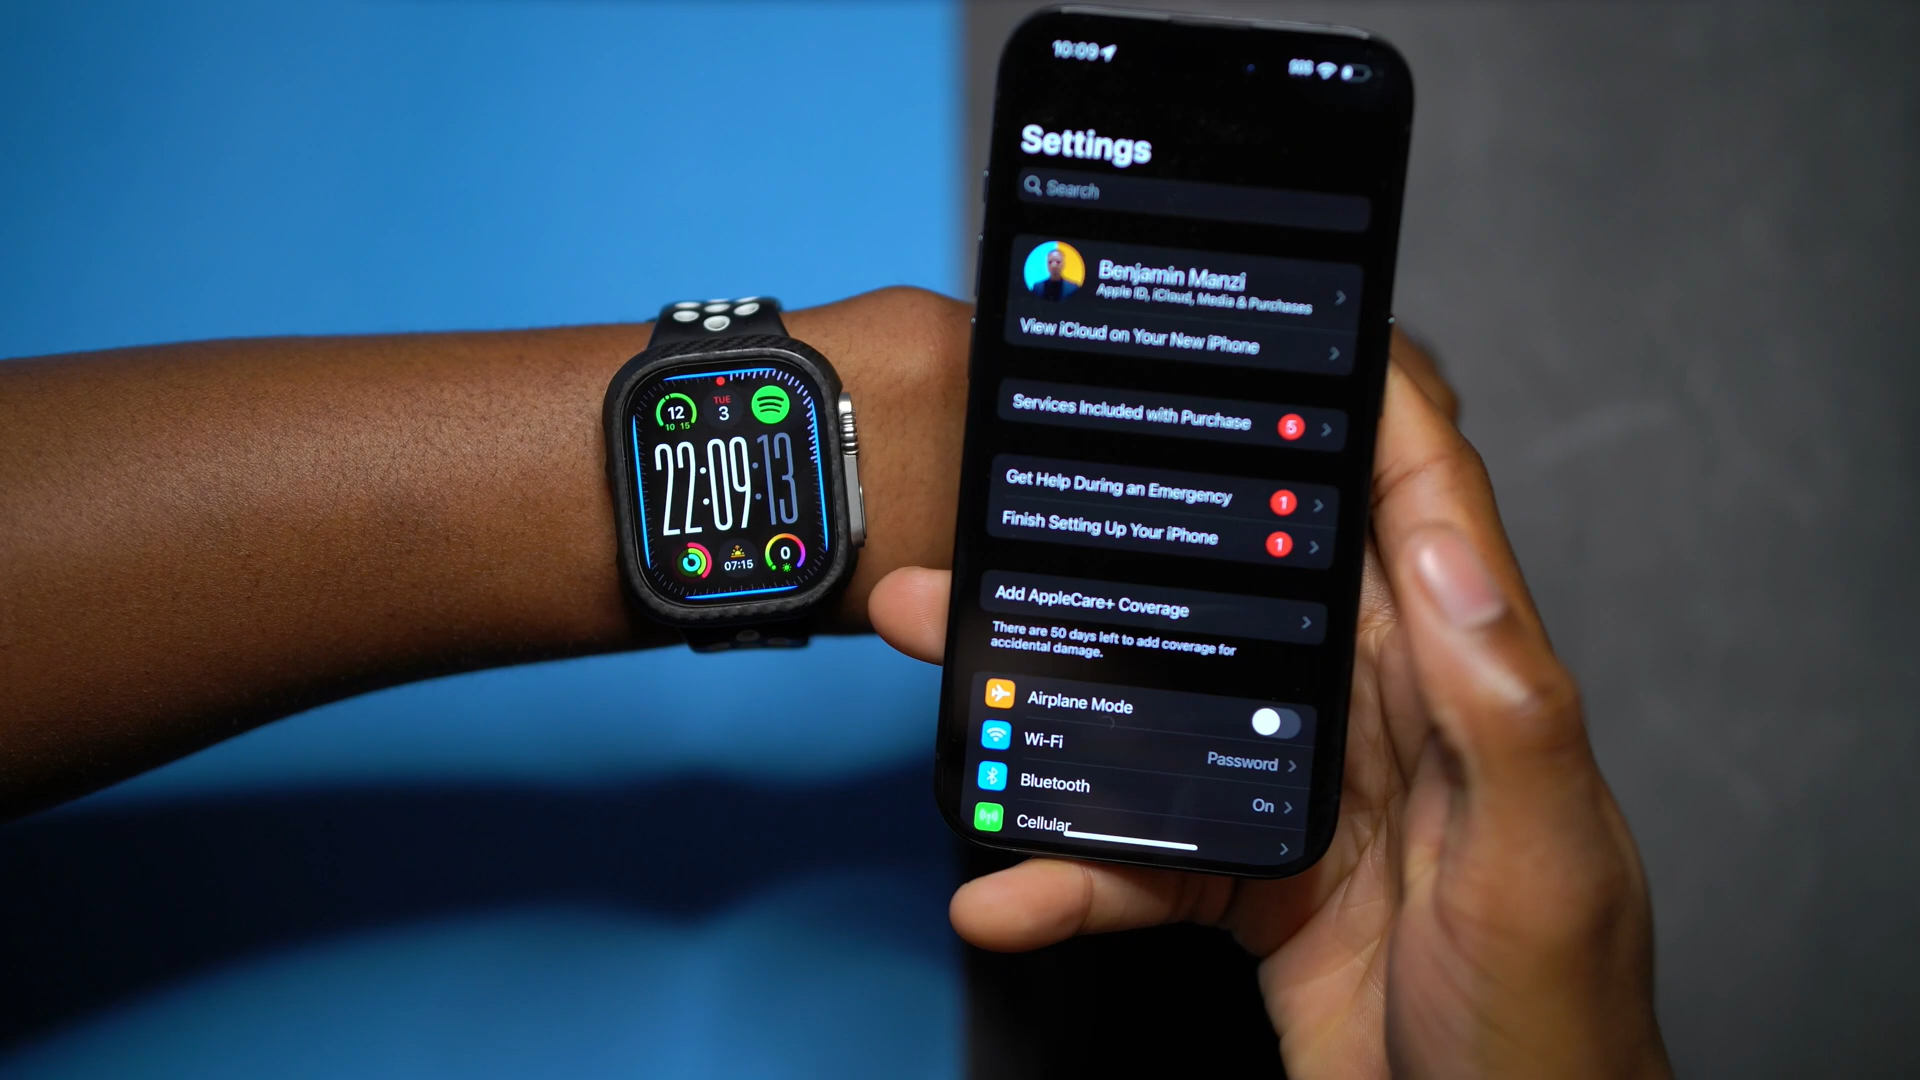 12
10 15
TUE
3
22:09:13
07:15
0
10:09
SOS
Settings
Search
Benjamin Manzi
Apple ID, iCloud, Media & Purchases
View iCloud on Your New iPhone
Services Included with Purchase 5
Get Help During an Emergency 1
Finish Setting Up Your iPhone 1
Add AppleCare+ Coverage
There are 50 days left to add coverage for
accidental damage.
Airplane Mode
Wi-Fi Password
Bluetooth On
Cellular